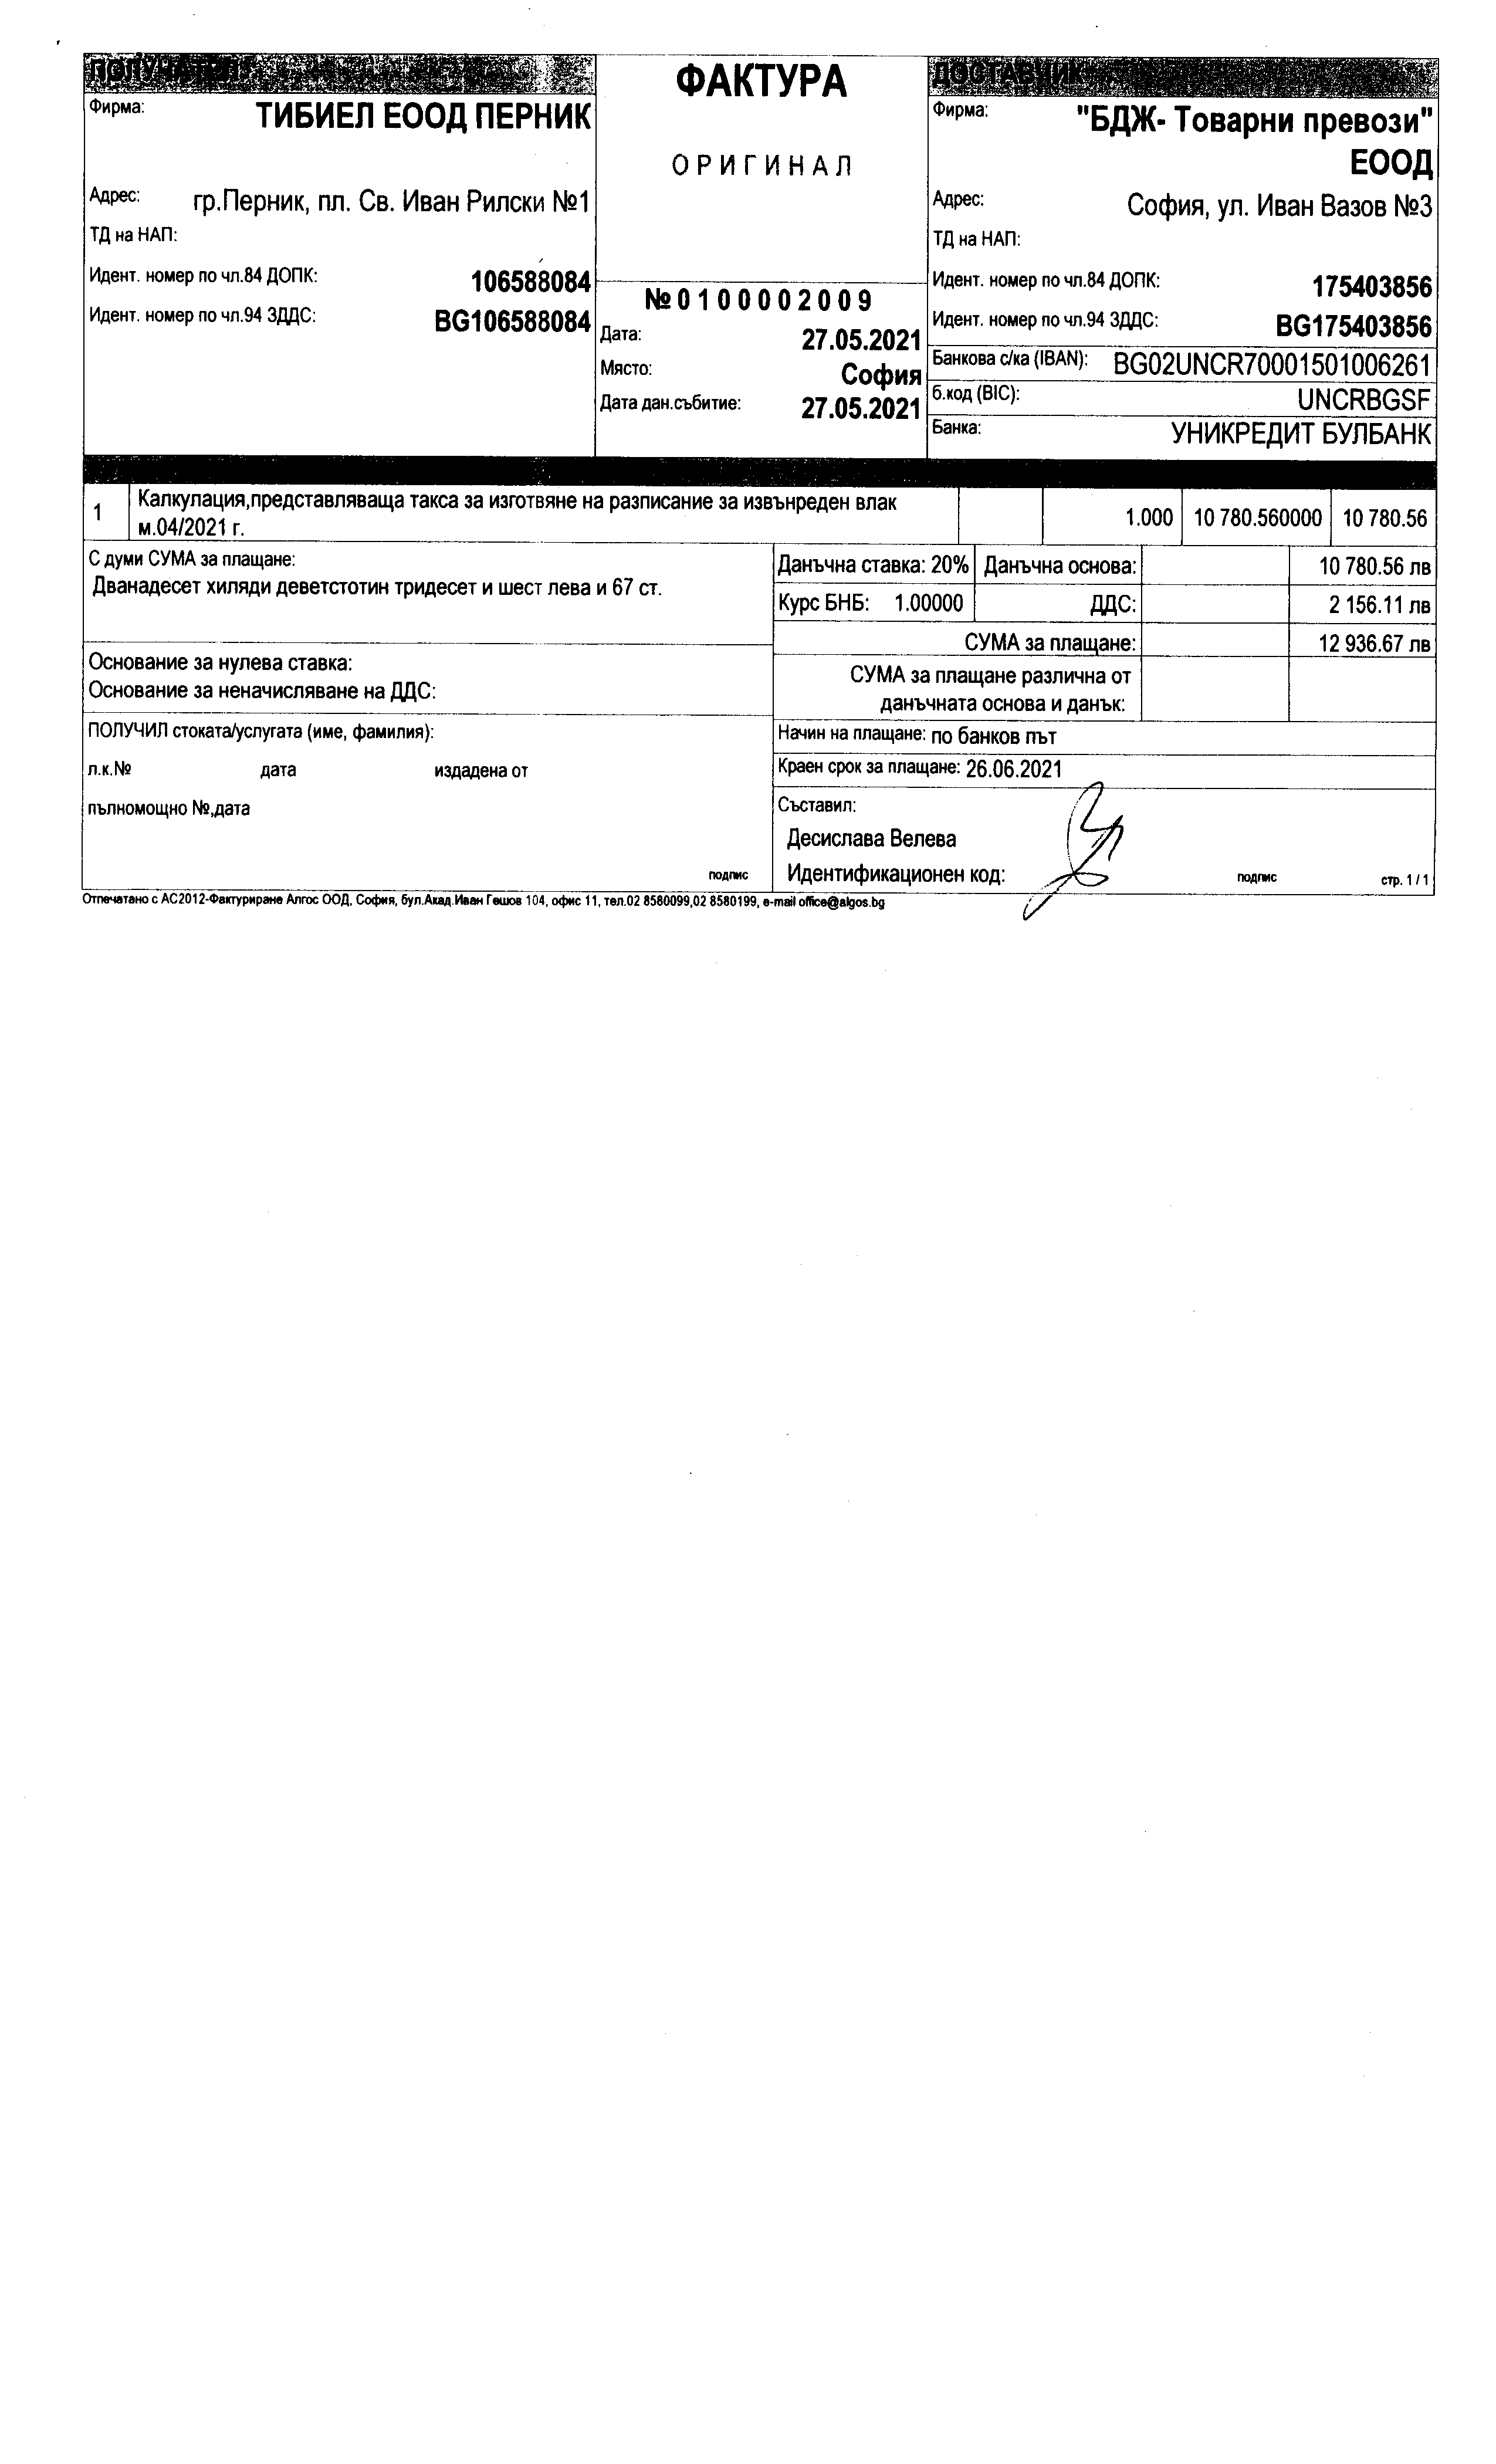 ПОЛУЧАТЕЛ
Фирма: ТИБИЕЛ ЕООД ПЕРНИК
Адрес: гр.Перник, пл. Св. Иван Рилски №1
ТД на НАП:
Идент. номер по чл.84 ДОПК: 106588084
Идент. номер по чл.94 ЗДДС: BG106588084
ФАКТУРА
ОРИГИНАЛ
№0100002009
Дата: 27.05.2021
Място: София
Дата дан.събитие: 27.05.2021
ДОСТАВЧИК
Фирма: "БДЖ- Товарни превози"
ЕООД
Адрес: София, ул. Иван Вазов №3
ТД на НАП:
Идент. номер по чл.84 ДОПК: 175403856
Идент. номер по чл.94 ЗДДС: BG175403856
Банкова с/ка (IBAN): BG02UNCR70001501006261
б.код (BIC): UNCRBGSF
Банка: УНИКРЕДИТ БУЛБАНК
1 Калкулация,представляваща такса за изготвяне на разписание за извънреден влак 1.000 10 780.560000 10 780.56
м.04/2021 г.
С думи СУМА за плащане:
Дванадесет хиляди деветстотин тридесет и шест лева и 67 ст.
Данъчна ставка: 20% Данъчна основа: 10 780.56 лв
Курс БНБ: 1.00000 ДДС: 2 156.11 лв
СУМА за плащане: 12 936.67 лв
Основание за нулева ставка:
Основание за неначисляване на ДДС:
СУМА за плащане различна от
данъчната основа и данък:
ПОЛУЧИЛ стоката/услугата (име, фамилия):
л.к.№ дата издадена от
пълномощно №,дата
подпис
Начин на плащане: по банков път
Краен срок за плащане: 26.06.2021
Съставил:
Десислава Велева
Идентификационен код: подпис стр. 1 / 1
Отпечатано с АС2012-Фактуриране Алгос ООД, София, бул.Акад.Иван Гешов 104, офис 11, тел.02 8580099,02 8580199, e-mail office@algos.bg